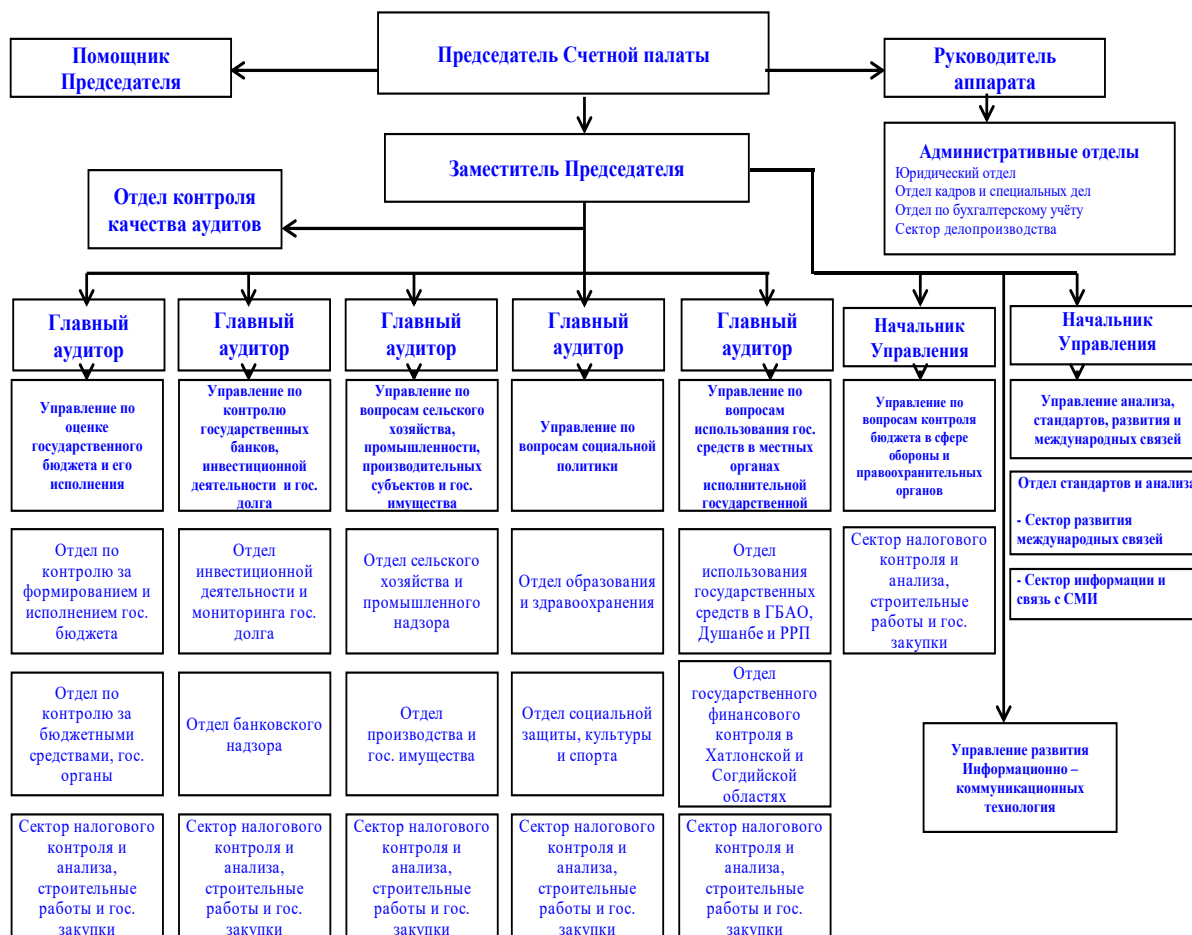 Председатель Счетной палаты
Помощник
Председателя
Руководитель
аппарата
Заместитель Председателя
Административные отделы
Юридический отдел
Отдел кадров и специальных дел
Отдел по бухгалтерскому учёту
Сектор делопроизводства
Отдел контроля
качества аудитов
Главный
аудитор
Управление по
оценке
государственного
бюджета и его
исполнения
Отдел по
контролю за
формированием и
исполнением гос.
бюджета
Отдел по
контролю за
бюджетными
средствами, гос.
органы
Сектор налогового
контроля и
анализа,
строительные
работы и гос.
закупки
Главный
аудитор
Управление по
контролю
государственных
банков,
инвестиционной
деятельности и гос.
долга
Отдел
инвестиционной
деятельности и
мониторинга гос.
долга
Отдел банковского
надзора
Сектор налогового
контроля и
анализа,
строительные
работы и гос.
закупки
Главный
аудитор
Управление по
вопросам сельского
хозяйства,
промышленности,
производительных
субъектов и гос.
имущества
Отдел сельского
хозяйства и
промышленного
надзора
Отдел
производства и
гос. имущества
Сектор налогового
контроля и
анализа,
строительные
работы и гос.
закупки
Главный
аудитор
Управление по
вопросам социальной
политики
Отдел образования
и здравоохранения
Отдел социальной
защиты, культуры
и спорта
Сектор налогового
контроля и
анализа,
строительные
работы и гос.
закупки
Главный
аудитор
Управление по
вопросам
использования гос.
средств в местных
органах
исполнительной
государственной
Отдел
использования
государственных
средств в ГБАО,
Душанбе и РРП
Отдел
государственного
финансового
контроля в
Хатлонской и
Согдийской
областях
Сектор налогового
контроля и
анализа,
строительные
работы и гос.
закупки
Начальник
Управления
Управление по
вопросам контроля
бюджета в сфере
обороны и
правоохранительных
органов
Сектор налогового
контроля и
анализа,
строительные
работы и гос.
закупки
Начальник
Управления
Управление анализа,
стандартов, развития и
международных связей
Отдел стандартов и анализа
- Сектор развития
международных связей
- Сектор информации и
связь с СМИ
Управление развития
Информационно –
коммуникационных
технология